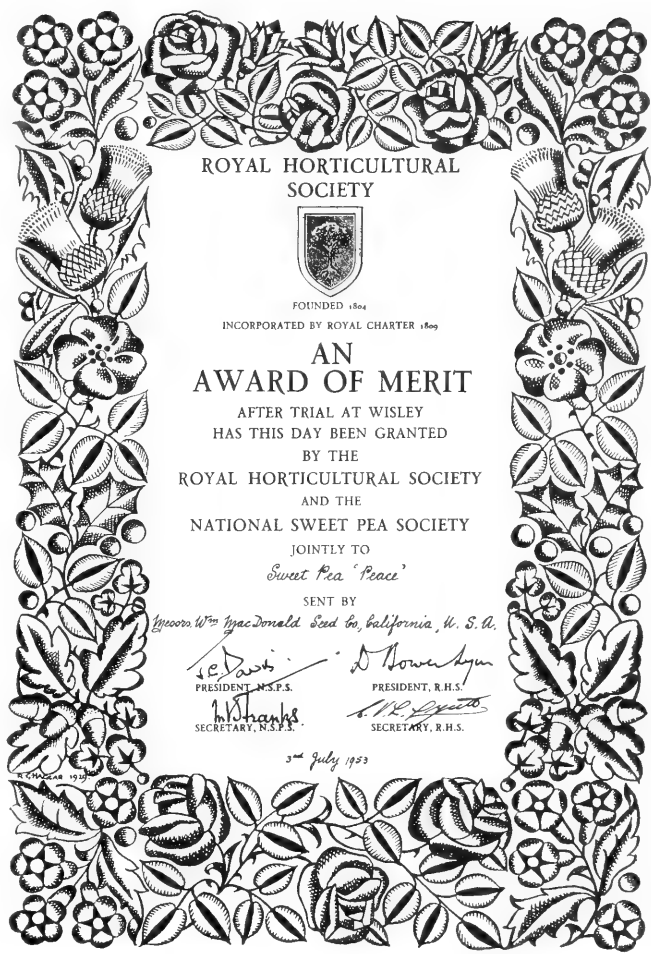 ROYAL HORTICULTURAL
SOCIETY
FOUNDED 1804
INCORPORATED BY ROYAL CHARTER 1809
AN
AWARD OF MERIT
AFTER TRIAL AT WISLEY
HAS THIS DAY BEEN GRANTED
BY THE
ROYAL HORTICULTURAL SOCIETY
AND THE
NATIONAL SWEET PEA SOCIETY
JOINTLY TO
Sweet Pea 'Peace'
SENT BY
Messrs. Wm MacDonald Seed Co., California, U. S. A.
PRESIDENT, N.S.P.S.
PRESIDENT, R.H.S.
SECRETARY, N.S.P.S.
SECRETARY, R.H.S.
3rd July 1953